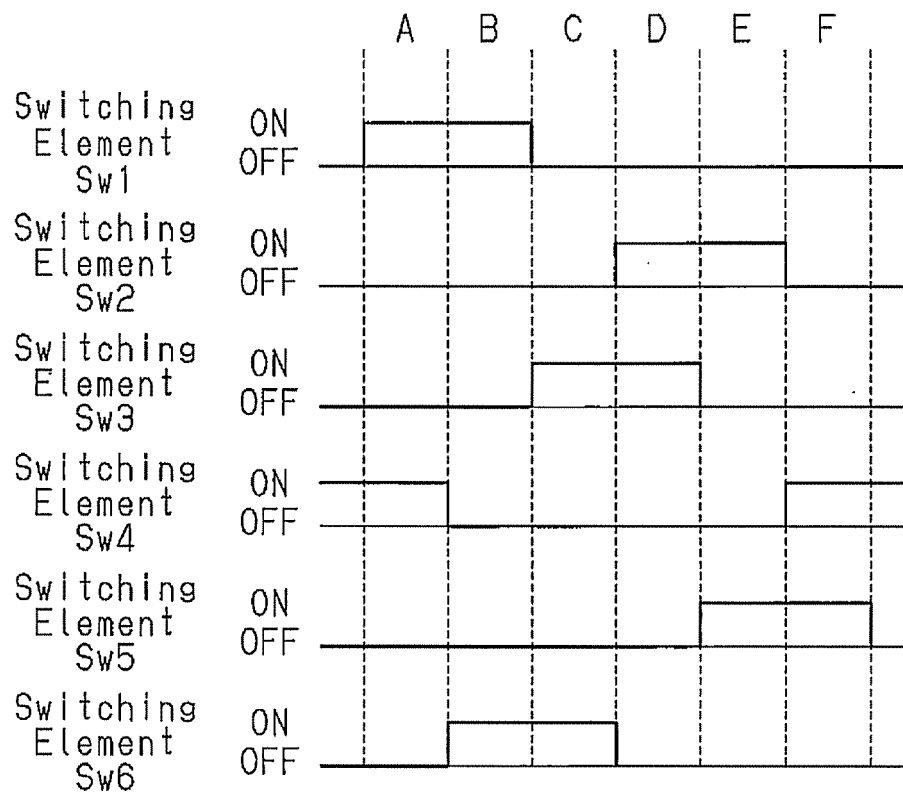 A B C D E F
Switching
Element
Sw1
ON
OFF
Switching
Element
Sw2
ON
OFF
Switching
Element
Sw3
ON
OFF
Switching
Element
Sw4
ON
OFF
Switching
Element
Sw5
ON
OFF
Switching
Element
Sw6
ON
OFF